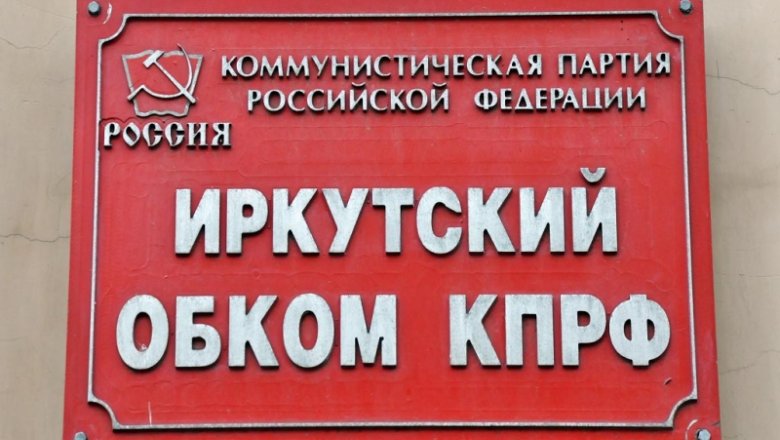 КОММУНИСТИЧЕСКАЯ ПАРТИЯ
РОССИЙСКОЙ ФЕДЕРАЦИИ
РОССИЯ
ИРКУТСКИЙ
ОБКОМ КПРФ